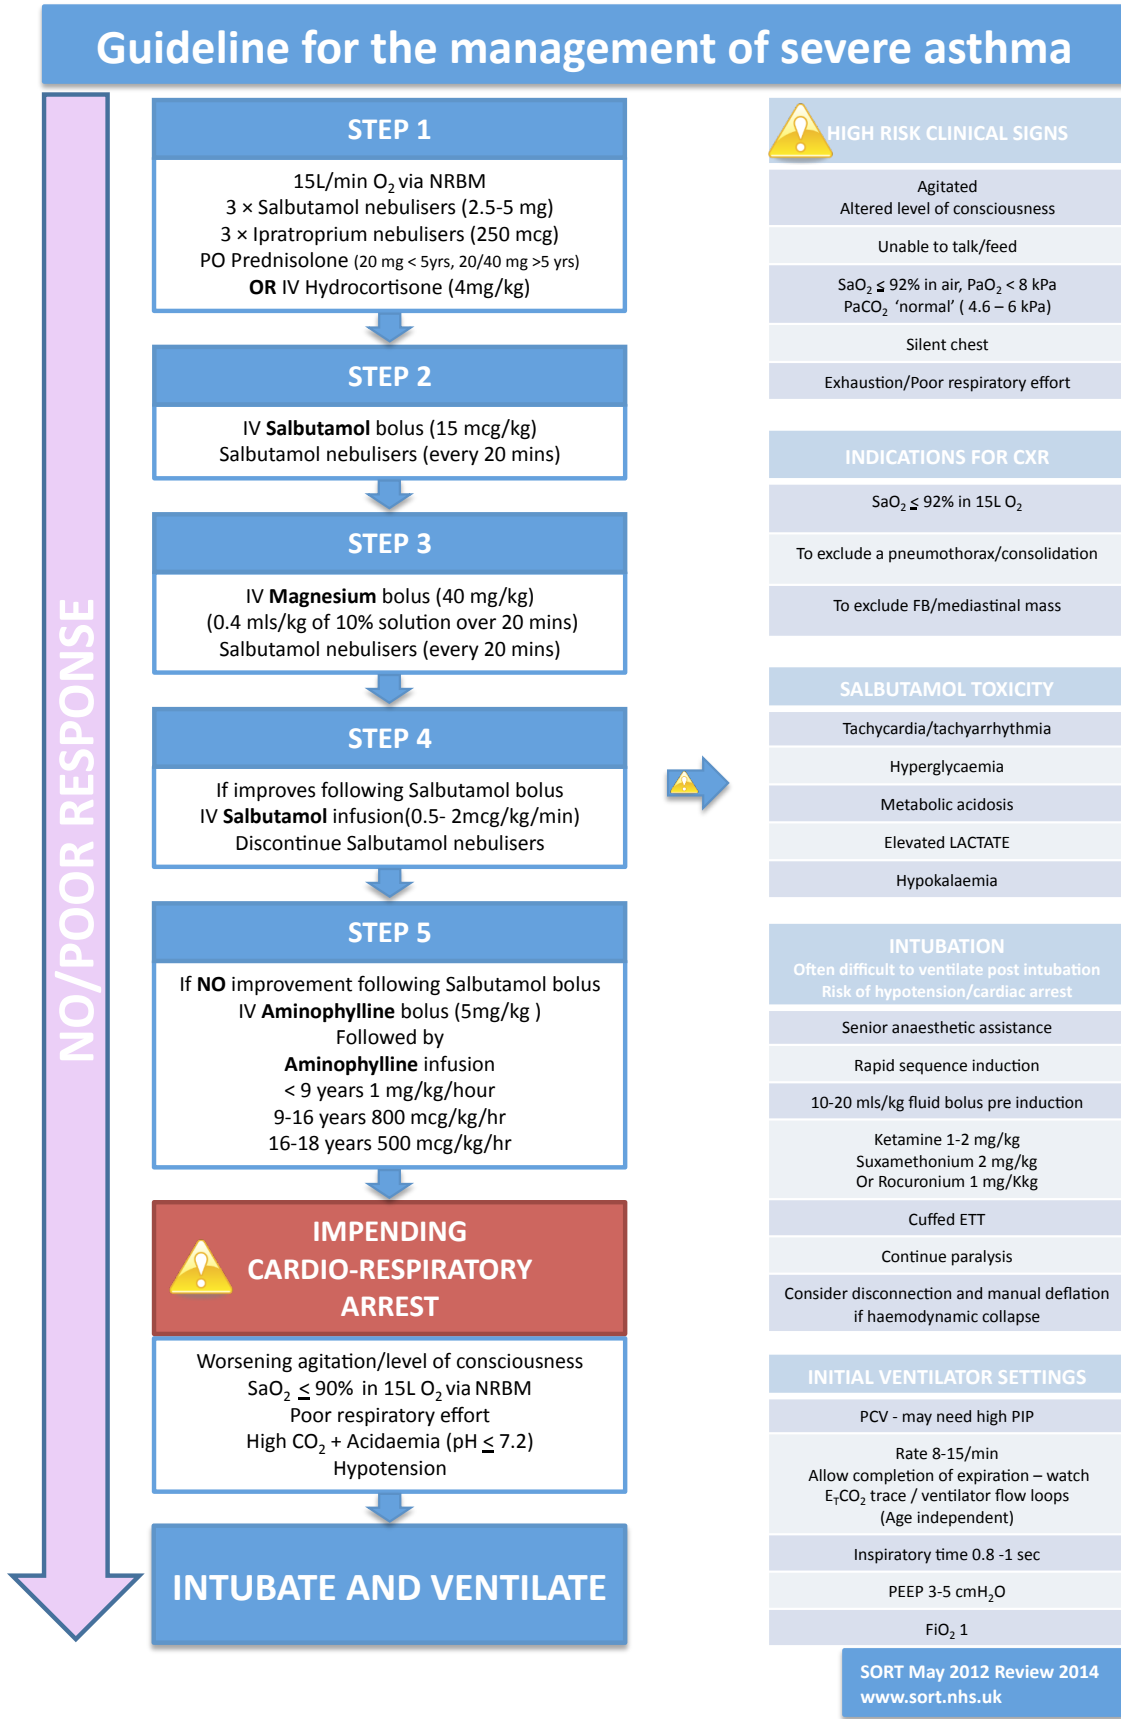 Guideline for the management of severe asthma
NO/POOR RESPONSE
STEP 1
15L/min O₂ via NRBM
3 × Salbutamol nebulisers (2.5-5 mg)
3 × Ipratroprium nebulisers (250 mcg)
PO Prednisolone (20 mg < 5yrs, 20/40 mg >5 yrs)
OR IV Hydrocortisone (4mg/kg)
STEP 2
IV Salbutamol bolus (15 mcg/kg)
Salbutamol nebulisers (every 20 mins)
STEP 3
IV Magnesium bolus (40 mg/kg)
(0.4 mls/kg of 10% solution over 20 mins)
Salbutamol nebulisers (every 20 mins)
STEP 4
If improves following Salbutamol bolus
IV Salbutamol infusion(0.5- 2mcg/kg/min)
Discontinue Salbutamol nebulisers
STEP 5
If NO improvement following Salbutamol bolus
IV Aminophylline bolus (5mg/kg )
Followed by
Aminophylline infusion
< 9 years 1 mg/kg/hour
9-16 years 800 mcg/kg/hr
16-18 years 500 mcg/kg/hr
IMPENDING
CARDIO-RESPIRATORY
ARREST
Worsening agitation/level of consciousness
SaO₂ ≤ 90% in 15L O₂ via NRBM
Poor respiratory effort
High CO₂ + Acidaemia (pH ≤ 7.2)
Hypotension
INTUBATE AND VENTILATE
HIGH RISK CLINICAL SIGNS
Agitated
Altered level of consciousness
Unable to talk/feed
SaO₂ ≤ 92% in air, PaO₂ < 8 kPa
PaCO₂ ‘normal’ ( 4.6 – 6 kPa)
Silent chest
Exhaustion/Poor respiratory effort
INDICATIONS FOR CXR
SaO₂ ≤ 92% in 15L O₂
To exclude a pneumothorax/consolidation
To exclude FB/mediastinal mass
SALBUTAMOL TOXICITY
Tachycardia/tachyarrhythmia
Hyperglycaemia
Metabolic acidosis
Elevated LACTATE
Hypokalaemia
INTUBATION
Often difficult to ventilate post intubation
Risk of hypotension/cardiac arrest
Senior anaesthetic assistance
Rapid sequence induction
10-20 mls/kg fluid bolus pre induction
Ketamine 1-2 mg/kg
Suxamethonium 2 mg/kg
Or Rocuronium 1 mg/Kkg
Cuffed ETT
Continue paralysis
Consider disconnection and manual deflation
if haemodynamic collapse
INITIAL VENTILATOR SETTINGS
PCV - may need high PIP
Rate 8-15/min
Allow completion of expiration – watch
EᴛCO₂ trace / ventilator flow loops
(Age independent)
Inspiratory time 0.8 -1 sec
PEEP 3-5 cmH₂O
FiO₂ 1
SORT May 2012 Review 2014
www.sort.nhs.uk